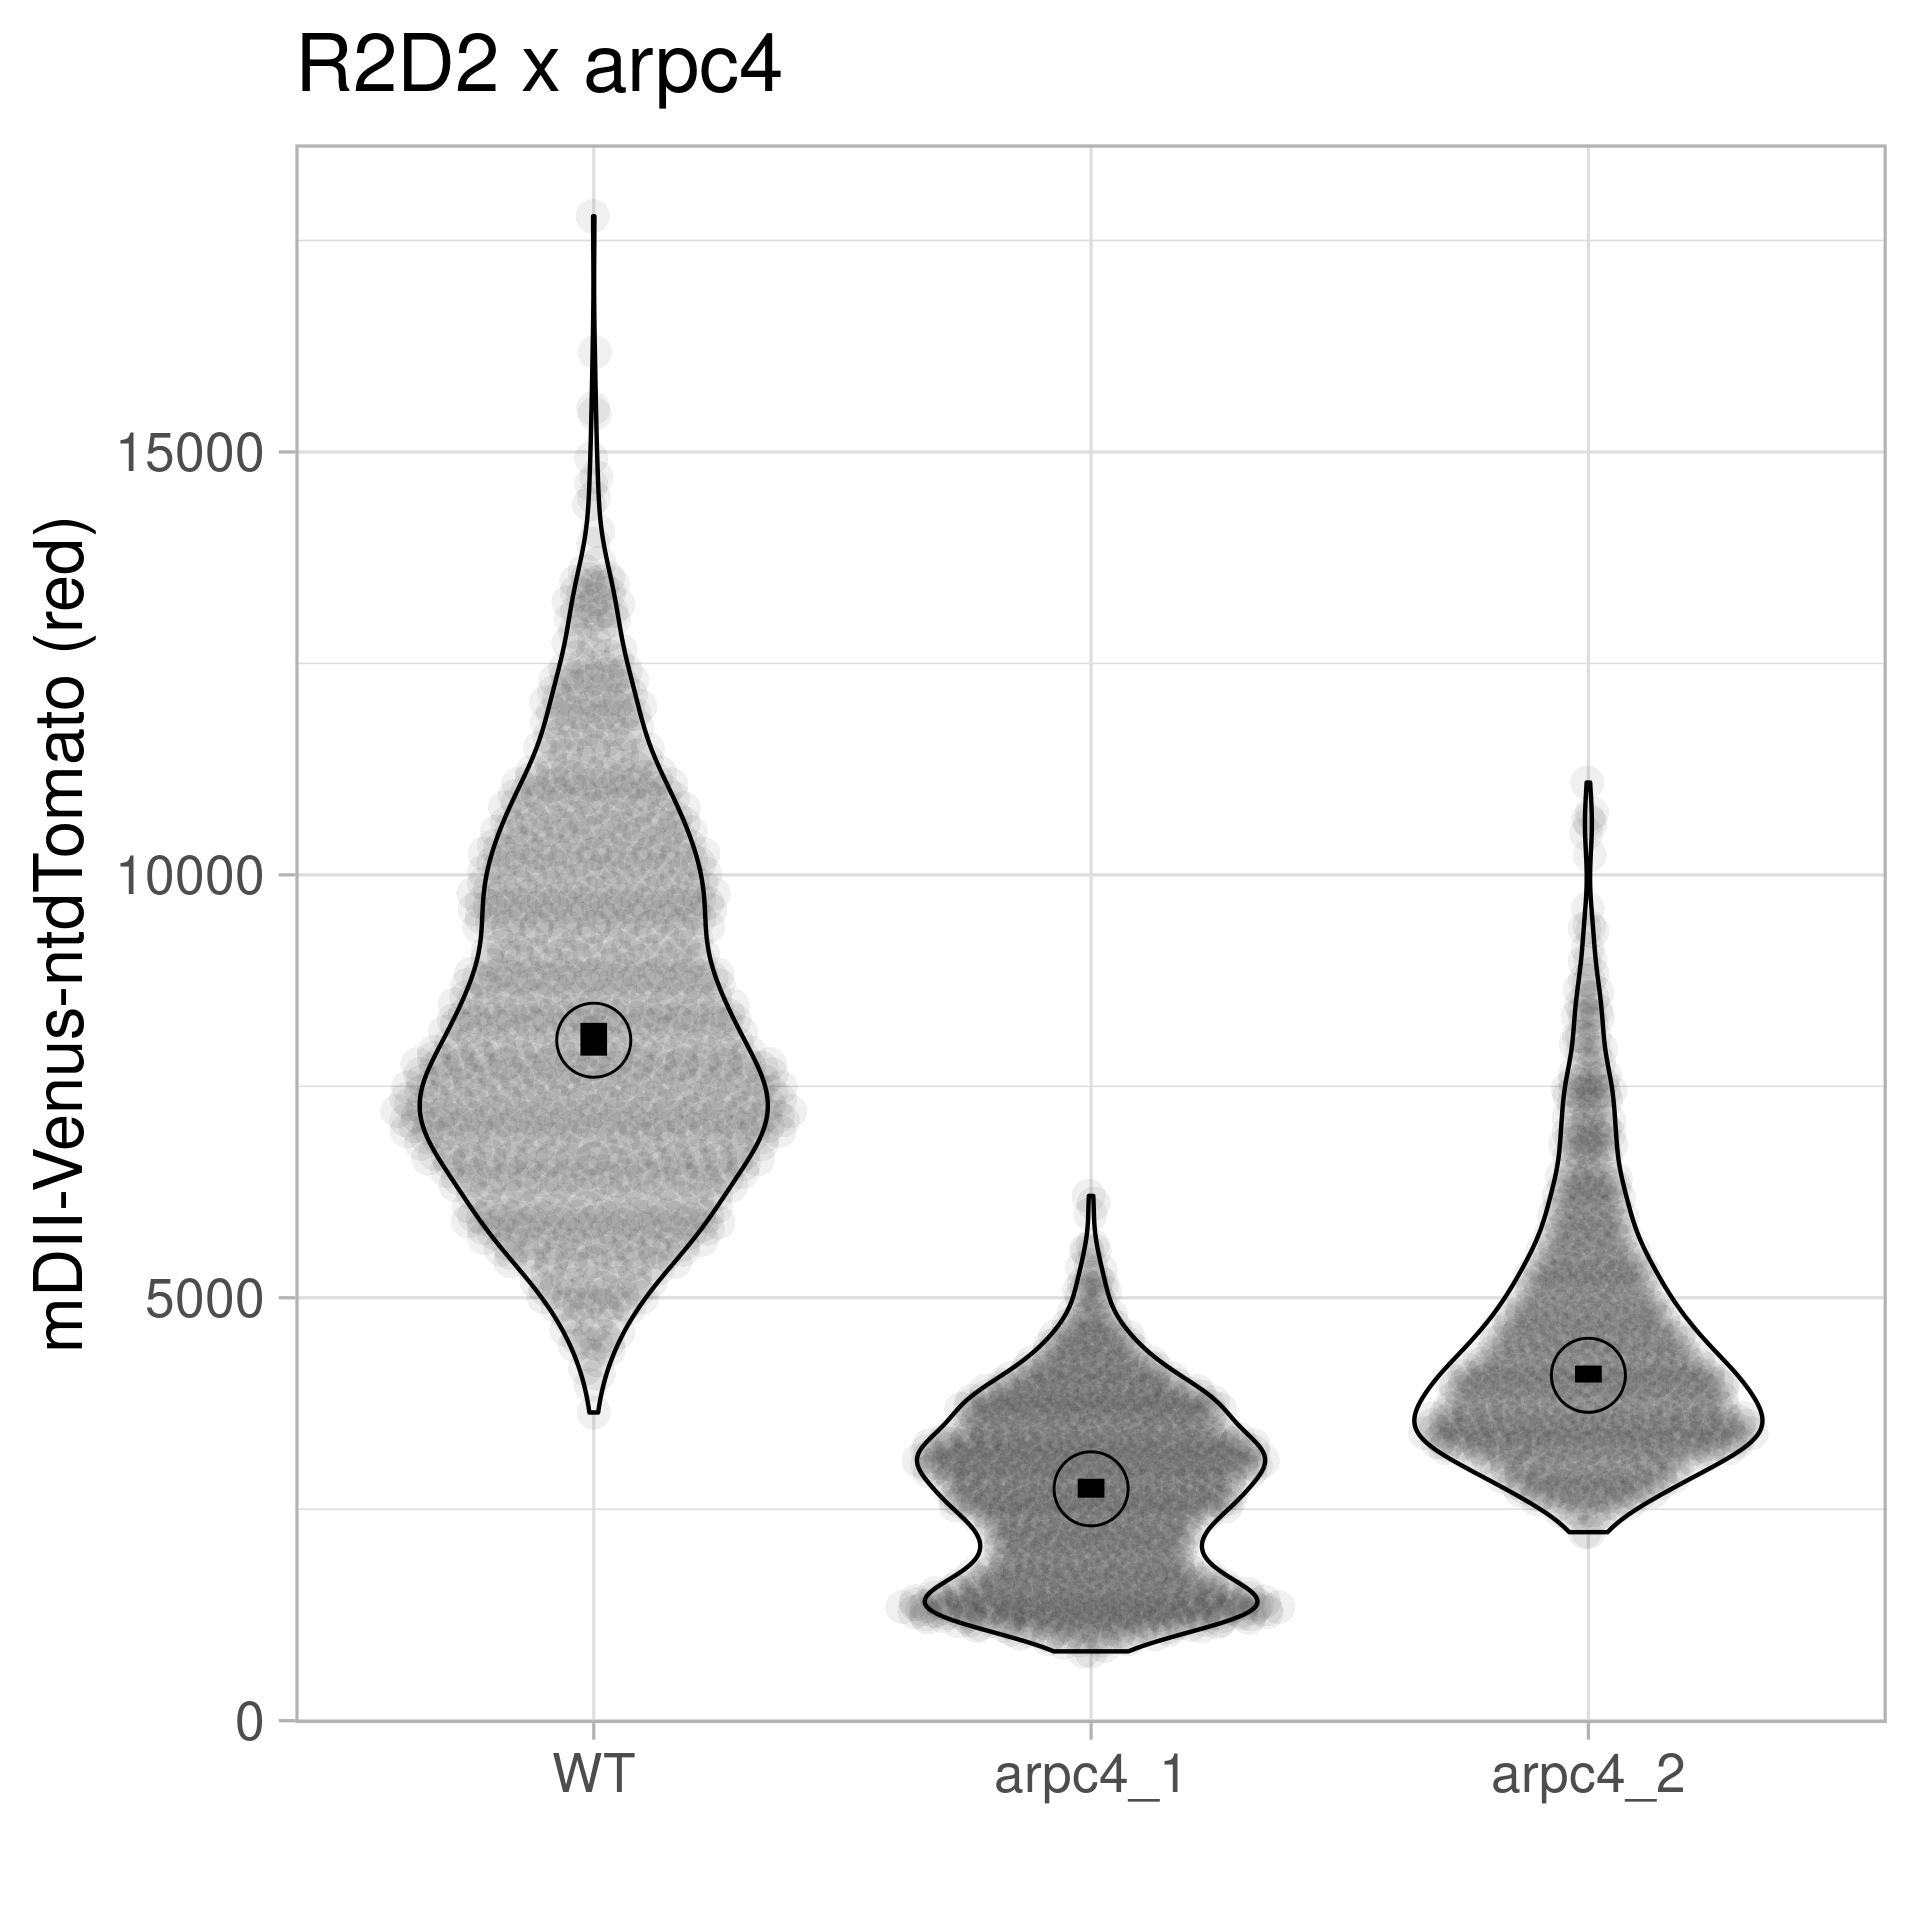 R2D2 x arpc4
mDII-Venus-ntdTomato (red)
15000
10000
5000
0
WT
arpc4_1
arpc4_2